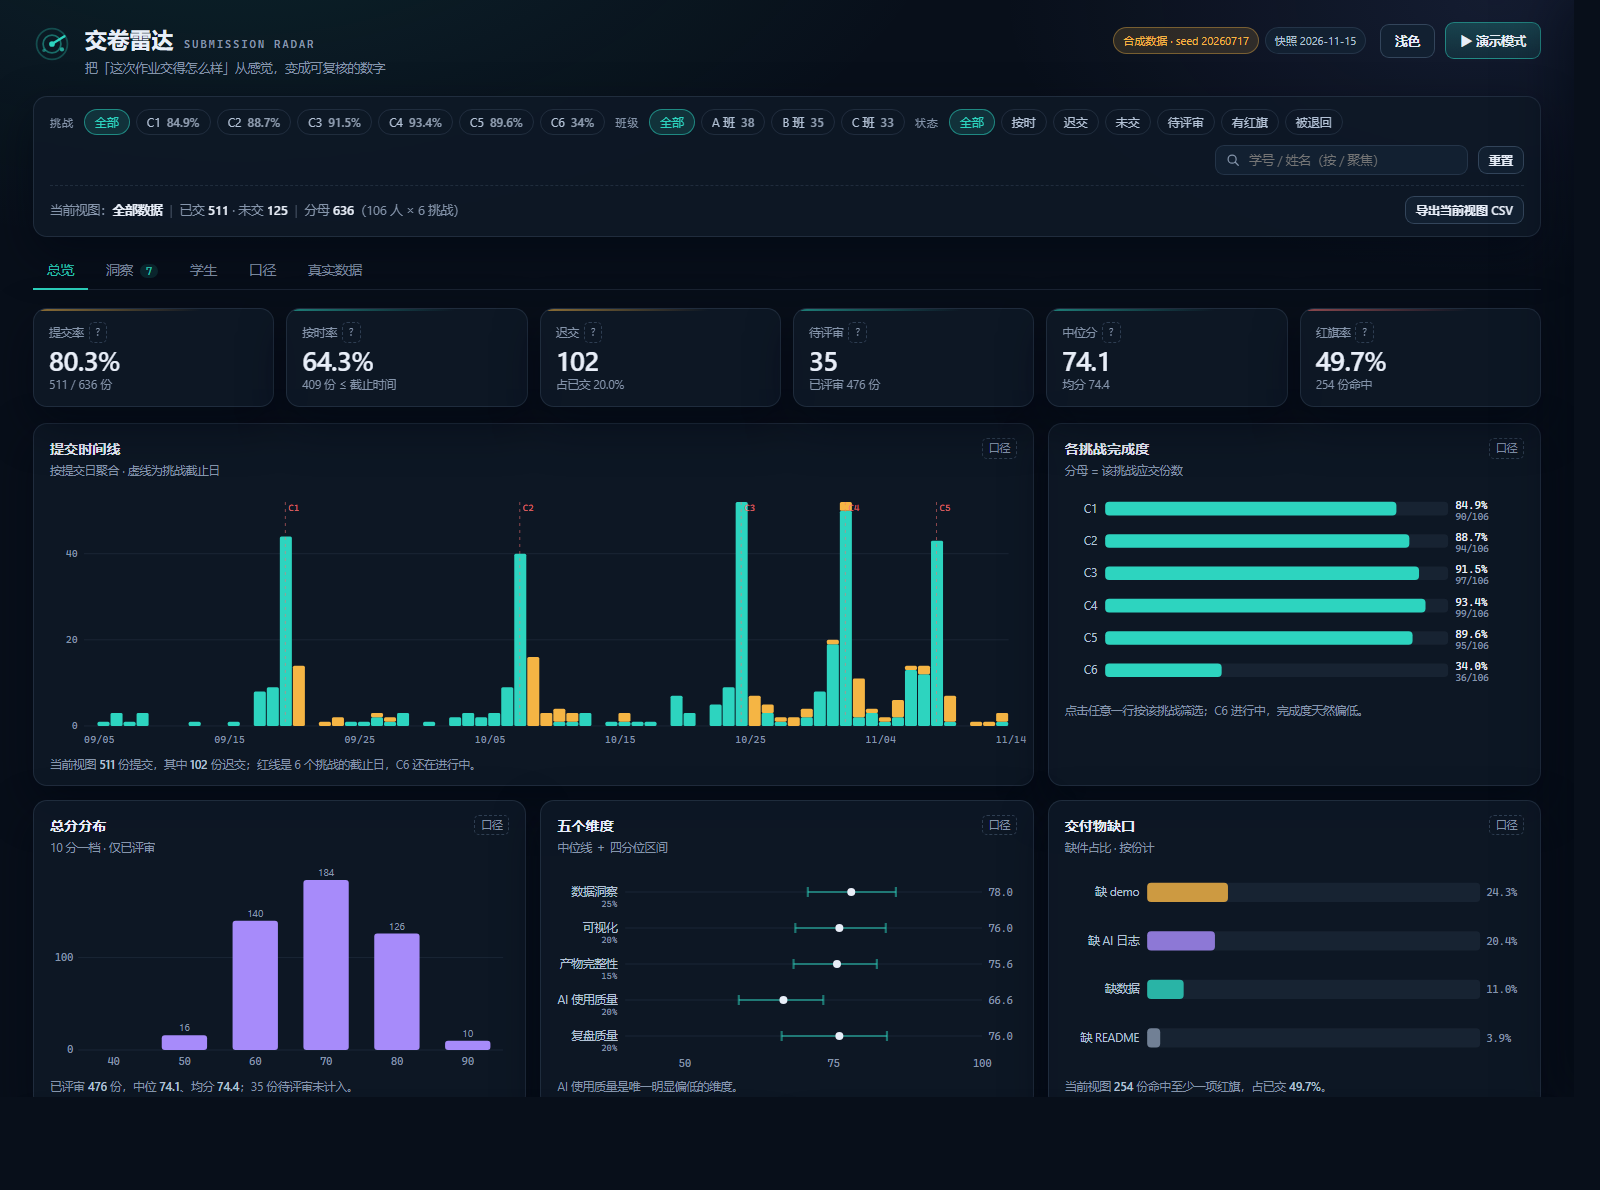 交卷雷达 SUBMISSION RADAR
把「这次作业交得怎么样」从感觉，变成可复核的数字
合成数据 · seed 20260717
快照 2026-11-15
浅色
▶ 演示模式
挑战 全部 C1 84.9% C2 88.7% C3 91.5% C4 93.4% C5 89.6% C6 34% 班级 全部 A 班 38 B 班 35 C 班 33 状态 全部 按时 迟交 未交 待评审 有红旗 被退回
学号 / 姓名（按 / 聚焦） 重置
当前视图：全部数据 | 已交 511 · 未交 125 | 分母 636（106 人 × 6 挑战）
导出当前视图 CSV
总览 洞察 7 学生 口径 真实数据
提交率 ?
80.3%
511 / 636 份
按时率 ?
64.3%
409 份 ≤ 截止时间
迟交 ?
102
占已交 20.0%
待评审 ?
35
已评审 476 份
中位分 ?
74.1
均分 74.4
红旗率 ?
49.7%
254 份命中
提交时间线 口径
按提交日聚合 · 虚线为挑战截止日
C1 C2 C3 C4 C5
40
20
0
09/05 09/15 09/25 10/05 10/15 10/25 11/04 11/14
当前视图 511 份提交，其中 102 份迟交；红线是 6 个挑战的截止日，C6 还在进行中。
各挑战完成度 口径
分母 = 该挑战应交份数
C1 84.9%
90/106
C2 88.7%
94/106
C3 91.5%
97/106
C4 93.4%
99/106
C5 89.6%
95/106
C6 34.0%
36/106
点击任意一行按该挑战筛选；C6 进行中，完成度天然偏低。
总分分布 口径
10 分一档 · 仅已评审
184
140
126
100
16
10
0
40 50 60 70 80 90
已评审 476 份，中位 74.1、均分 74.4；35 份待评审未计入。
五个维度 口径
中位线 + 四分位区间
数据洞察 78.0
25%
可视化 76.0
20%
产物完整性 75.6
15%
AI 使用质量 66.6
20%
复盘质量 76.0
20%
50 75 100
AI 使用质量是唯一明显偏低的维度。
交付物缺口 口径
缺件占比 · 按份计
缺 demo 24.3%
缺 AI 日志 20.4%
缺数据 11.0%
缺 README 3.9%
当前视图 254 份命中至少一项红旗，占已交 49.7%。